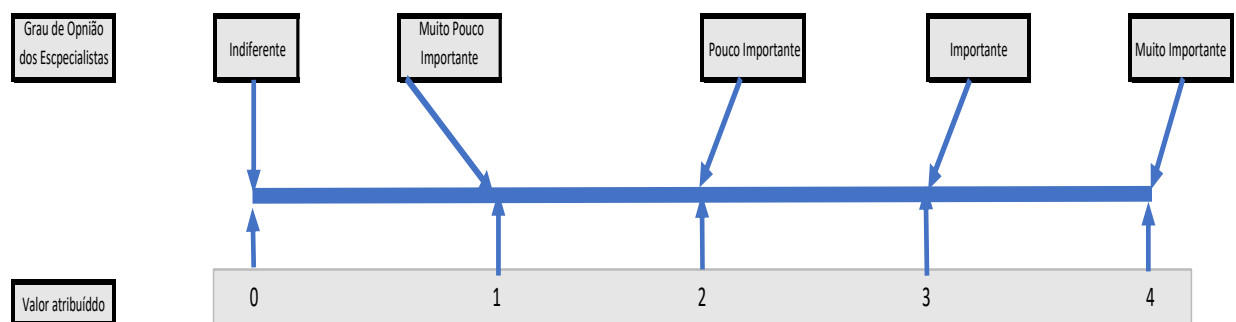 Grau de Opnião
dos Escpecialistas
Indiferente
Muito Pouco
Importante
Pouco Importante
Importante
Muito Importante
Valor atribuíddo
0
1
2
3
4